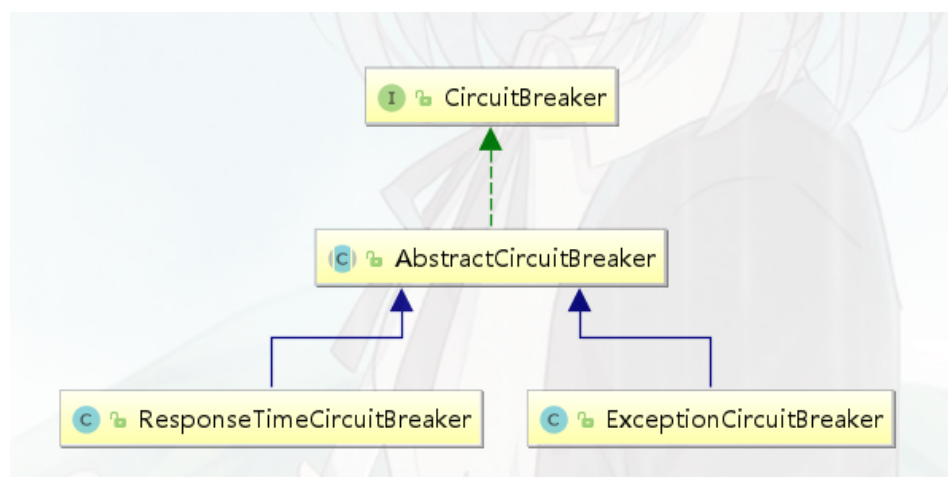 I CircuitBreaker
C AbstractCircuitBreaker
C ResponseTimeCircuitBreaker
C ExceptionCircuitBreaker